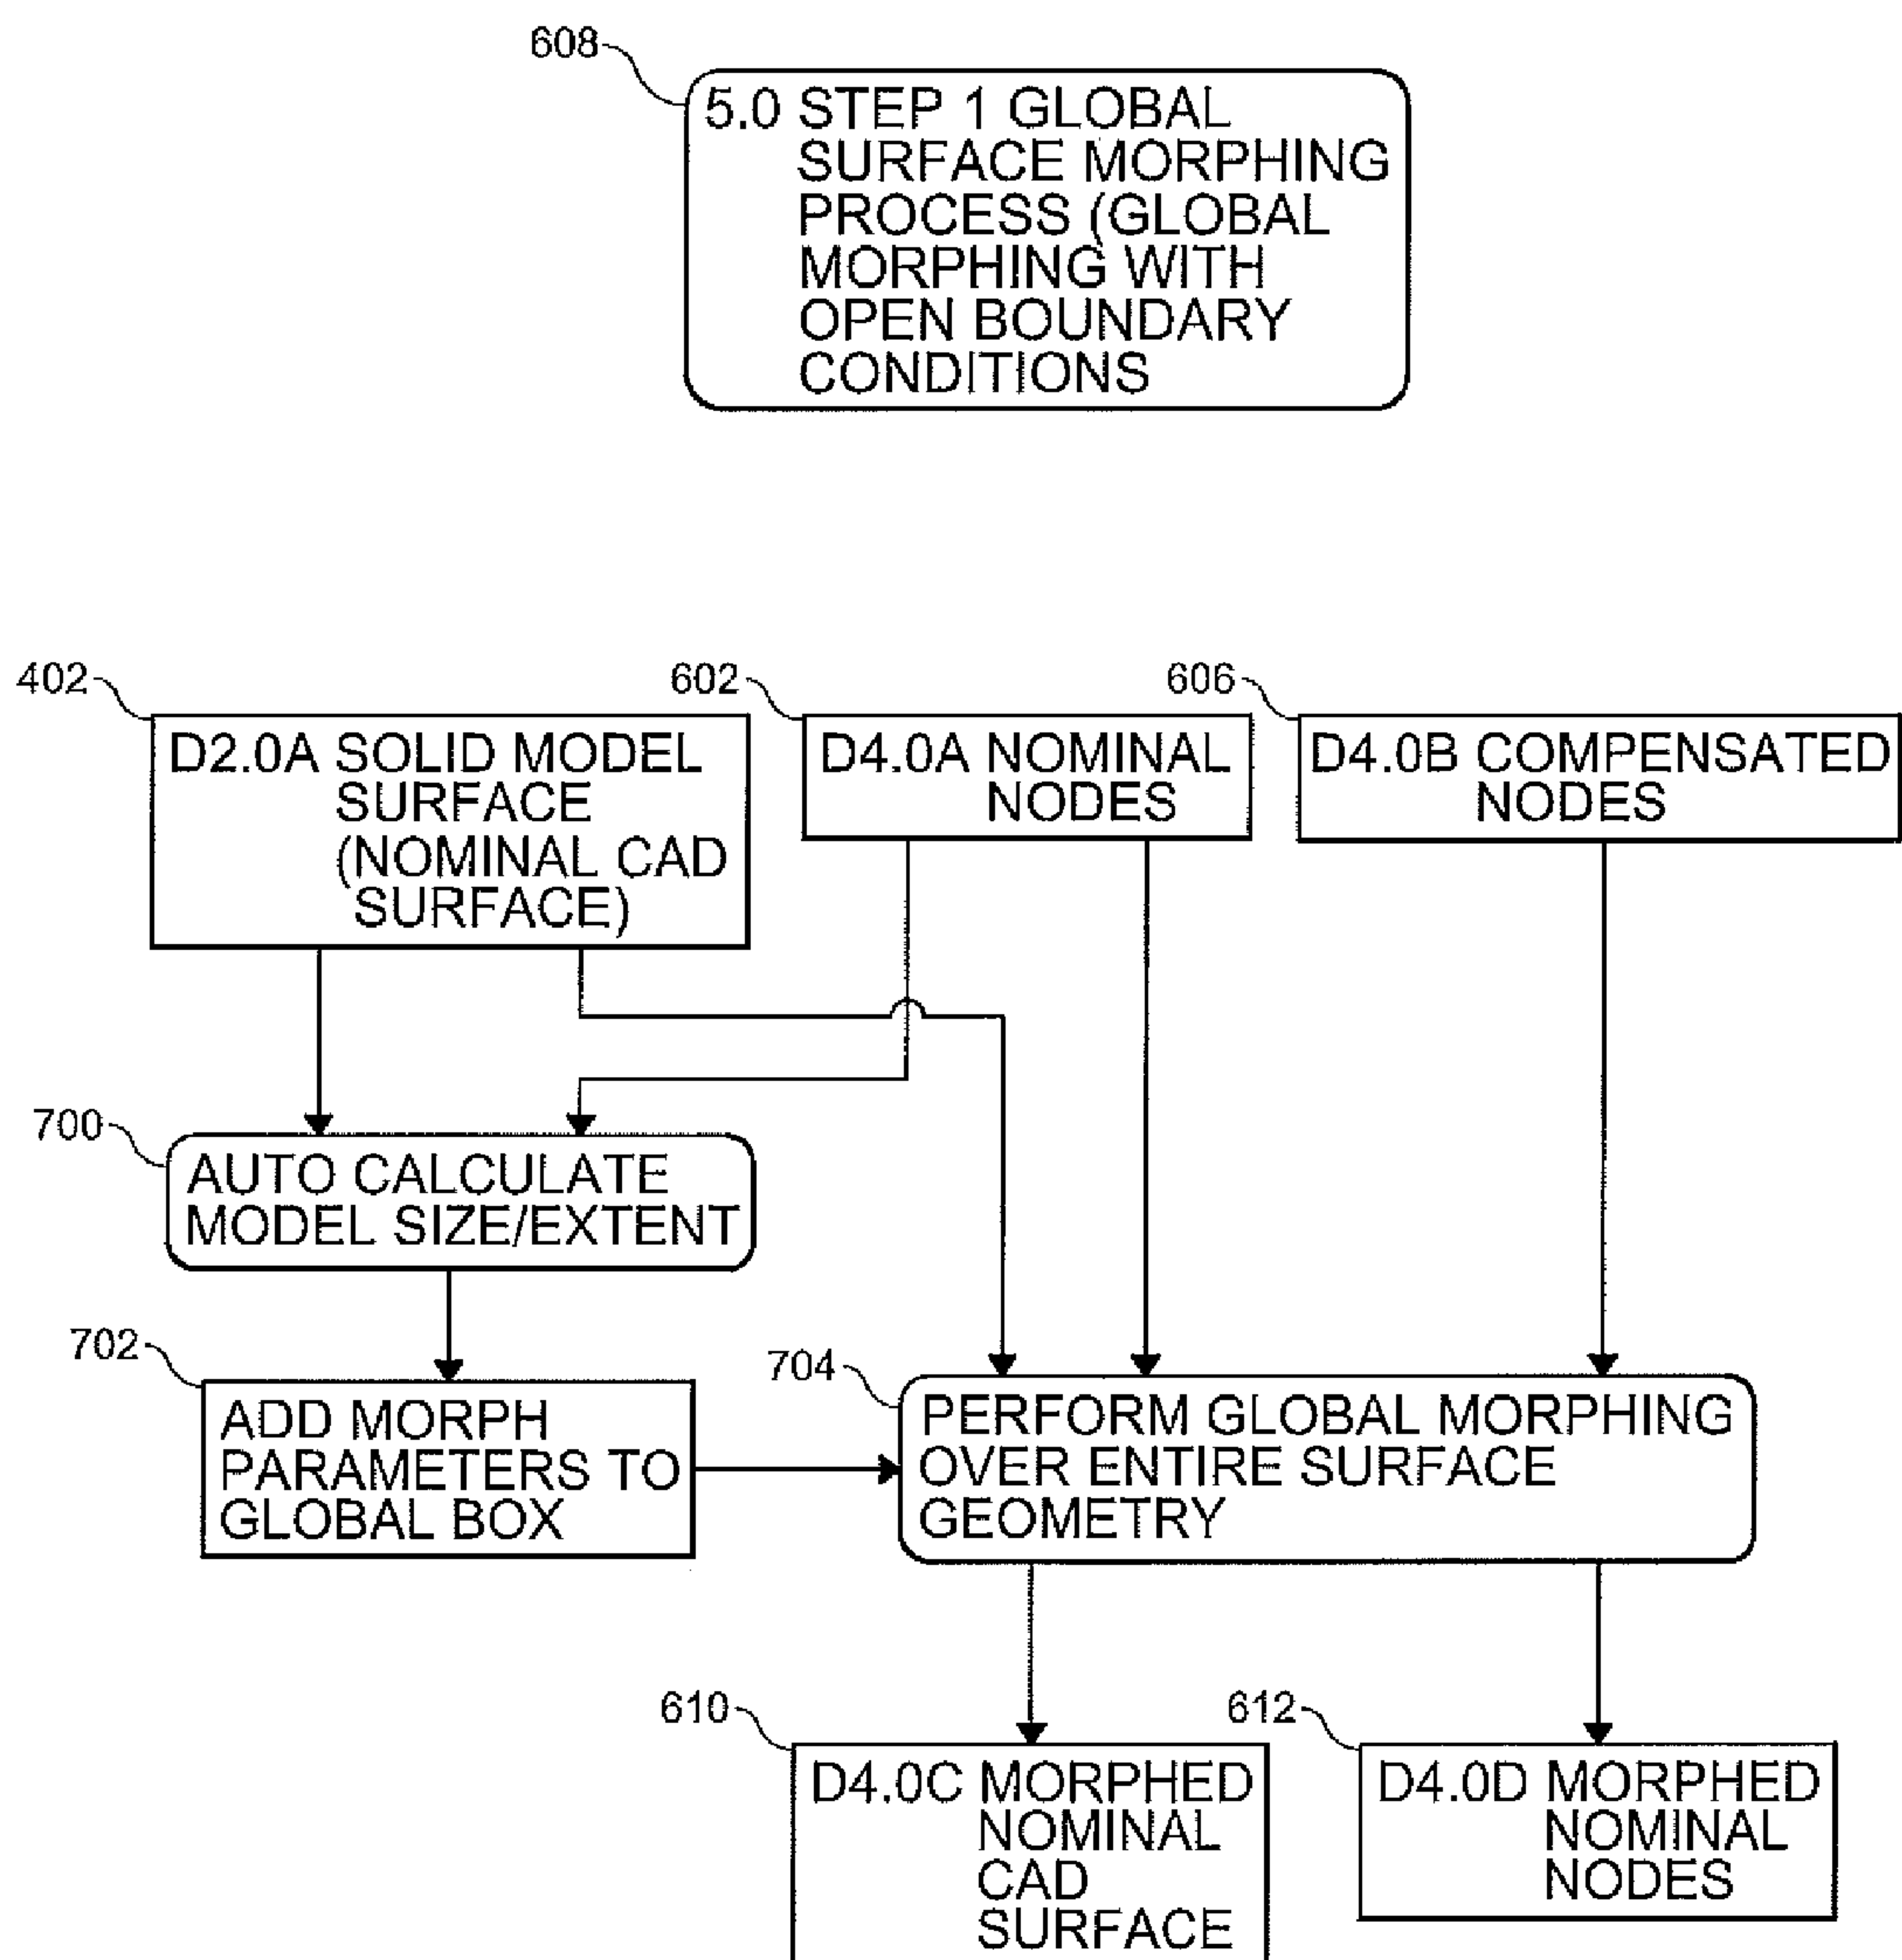 608
5.0 STEP 1 GLOBAL
SURFACE MORPHING
PROCESS (GLOBAL
MORPHING WITH
OPEN BOUNDARY
CONDITIONS
402
D2.0A SOLID MODEL
SURFACE
(NOMINAL CAD
SURFACE)
602
D4.0A NOMINAL
NODES
606
D4.0B COMPENSATED
NODES
700
AUTO CALCULATE
MODEL SIZE/EXTENT
702
ADD MORPH
PARAMETERS TO
GLOBAL BOX
704
PERFORM GLOBAL MORPHING
OVER ENTIRE SURFACE
GEOMETRY
610
D4.0C MORPHED
NOMINAL
CAD
SURFACE
612
D4.0D MORPHED
NOMINAL
NODES